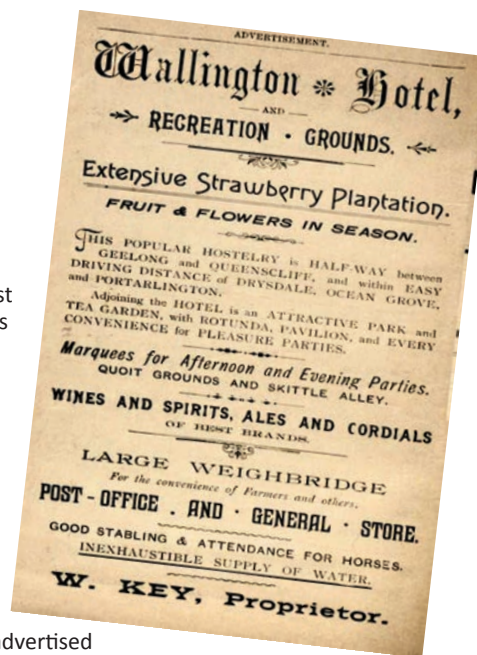 ADVERTISEMENT.
Wallington * Hotel,
AND
RECREATION · GROUNDS.
Extensive Strawberry Plantation.
FRUIT & FLOWERS IN SEASON.
THIS POPULAR HOSTELRY is HALF-WAY between
GEELONG and QUEENSCLIFF, and within EASY
DRIVING DISTANCE of DRYSDALE, OCEAN GROVE,
and PORTARLINGTON.
Adjoining the HOTEL is an ATTRACTIVE PARK and
TEA GARDEN, with ROTUNDA, PAVILION, and EVERY
CONVENIENCE for PLEASURE PARTIES.
Marquees for Afternoon and Evening Parties.
QUOIT GROUNDS AND SKITTLE ALLEY.
WINES AND SPIRITS, ALES AND CORDIALS
OF BEST BRANDS.
LARGE WEIGHBRIDGE
For the convenience of Farmers and others.
POST-OFFICE . AND · GENERAL · STORE.
GOOD STABLING & ATTENDANCE FOR HORSES.
INEXHAUSTIBLE SUPPLY OF WATER.
W. KEY, Proprietor.
st
s
advertised